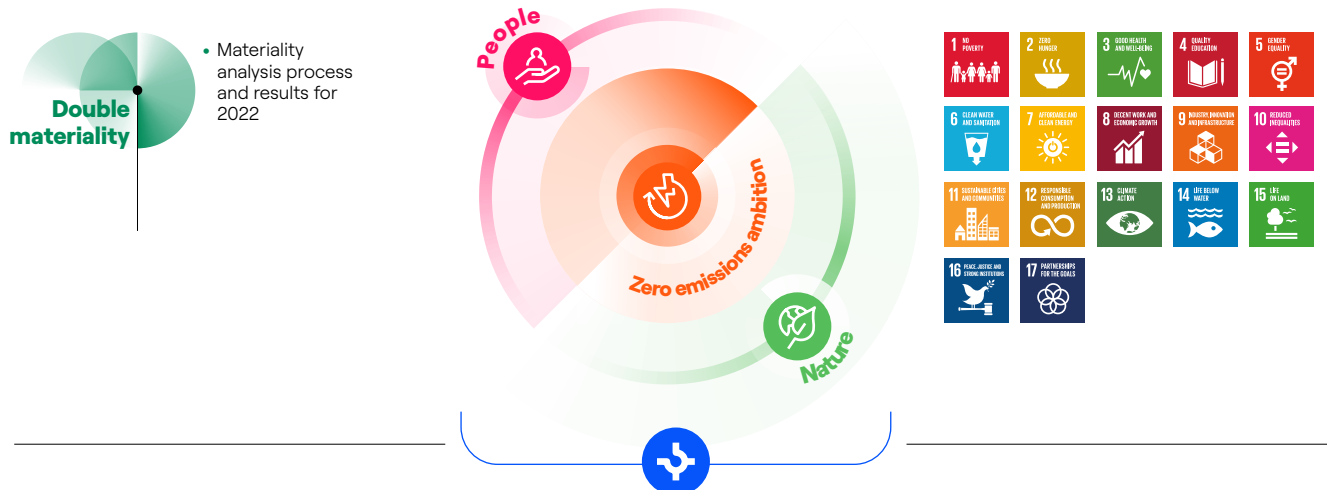 Double
materiality
• Materiality
analysis process
and results for
2022
People
Zero emissions ambition
Nature
1 NO
POVERTY
2 ZERO
HUNGER
3 GOOD HEALTH
AND WELL-BEING
4 QUALITY
EDUCATION
5 GENDER
EQUALITY
6 CLEAN WATER
AND SANITATION
7 AFFORDABLE AND
CLEAN ENERGY
8 DECENT WORK AND
ECONOMIC GROWTH
9 INDUSTRY, INNOVATION
AND INFRASTRUCTURE
10 REDUCED
INEQUALITIES
11 SUSTAINABLE CITIES
AND COMMUNITIES
12 RESPONSIBLE
CONSUMPTION
AND PRODUCTION
13 CLIMATE
ACTION
14 LIFE BELOW
WATER
15 LIFE
ON LAND
16 PEACE, JUSTICE AND
STRONG INSTITUTIONS
17 PARTNERSHIPS
FOR THE GOALS